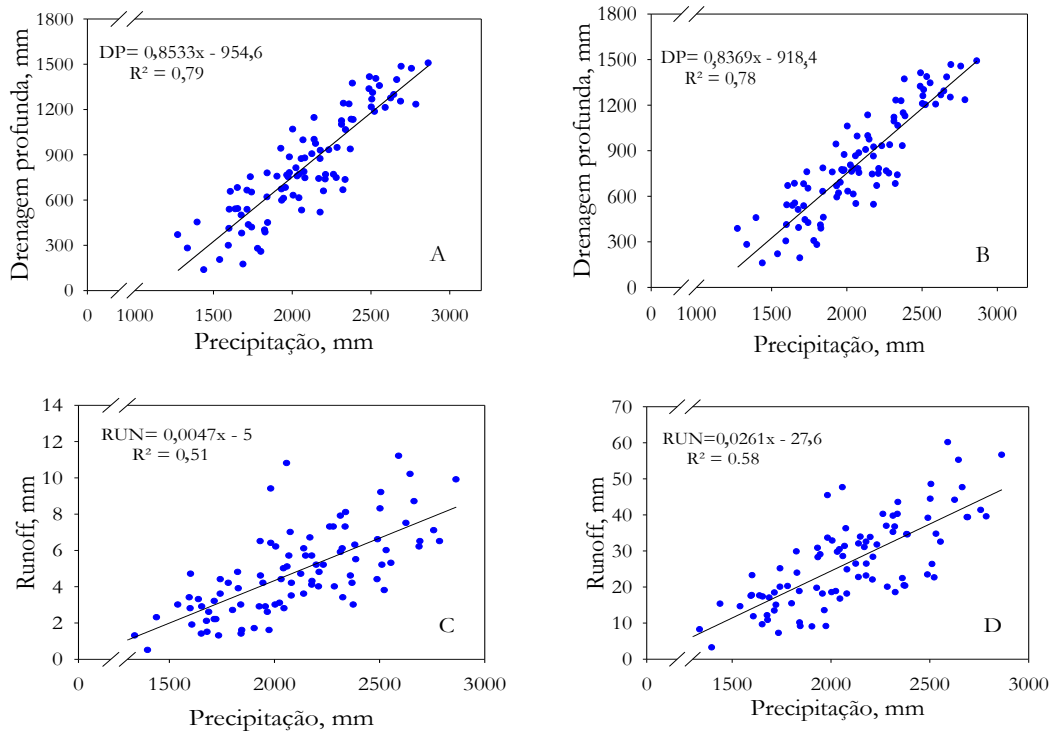 1800
1500
1200
900
600
300
0
Drenagem profunda, mm
DP= 0,8533x - 954,6
R² = 0,79
A
0 1000 1500 2000 2500 3000
Precipitação, mm
1800
1500
1200
900
600
300
0
Drenagem profunda, mm
DP= 0,8369x - 918,4
R² = 0,78
B
0 1000 1500 2000 2500 3000
Precipitação, mm
14
12
10
8
6
4
2
0
Runoff, mm
RUN= 0,0047x - 5
R² = 0,51
C
0 1500 2000 2500 3000
Precipitação, mm
70
60
50
40
30
20
10
0
Runoff, mm
RUN=0,0261x - 27,6
R² = 0.58
D
0 1500 2000 2500 3000
Precipitação, mm